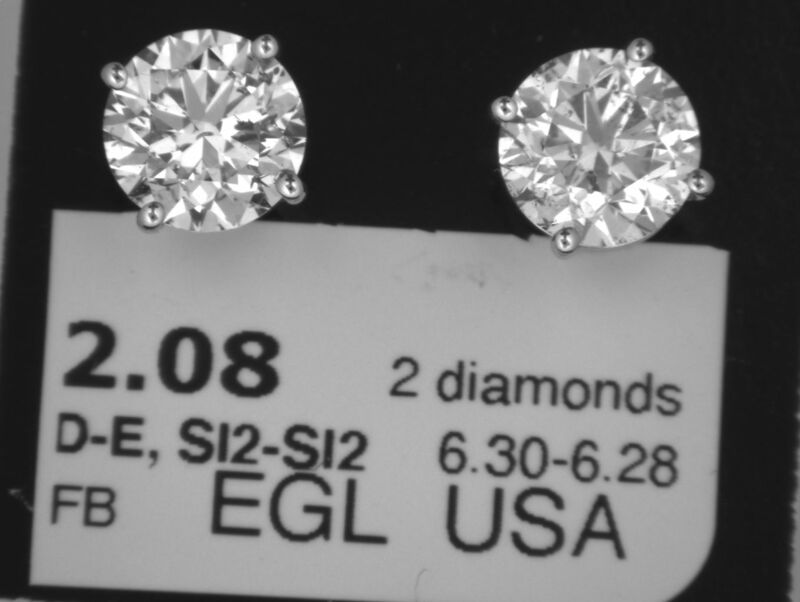 2.08 2 diamonds
D-E, SI2-SI2 6.30-6.28
FB EGL USA